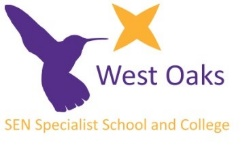 West Oaks
SEN Specialist School and College